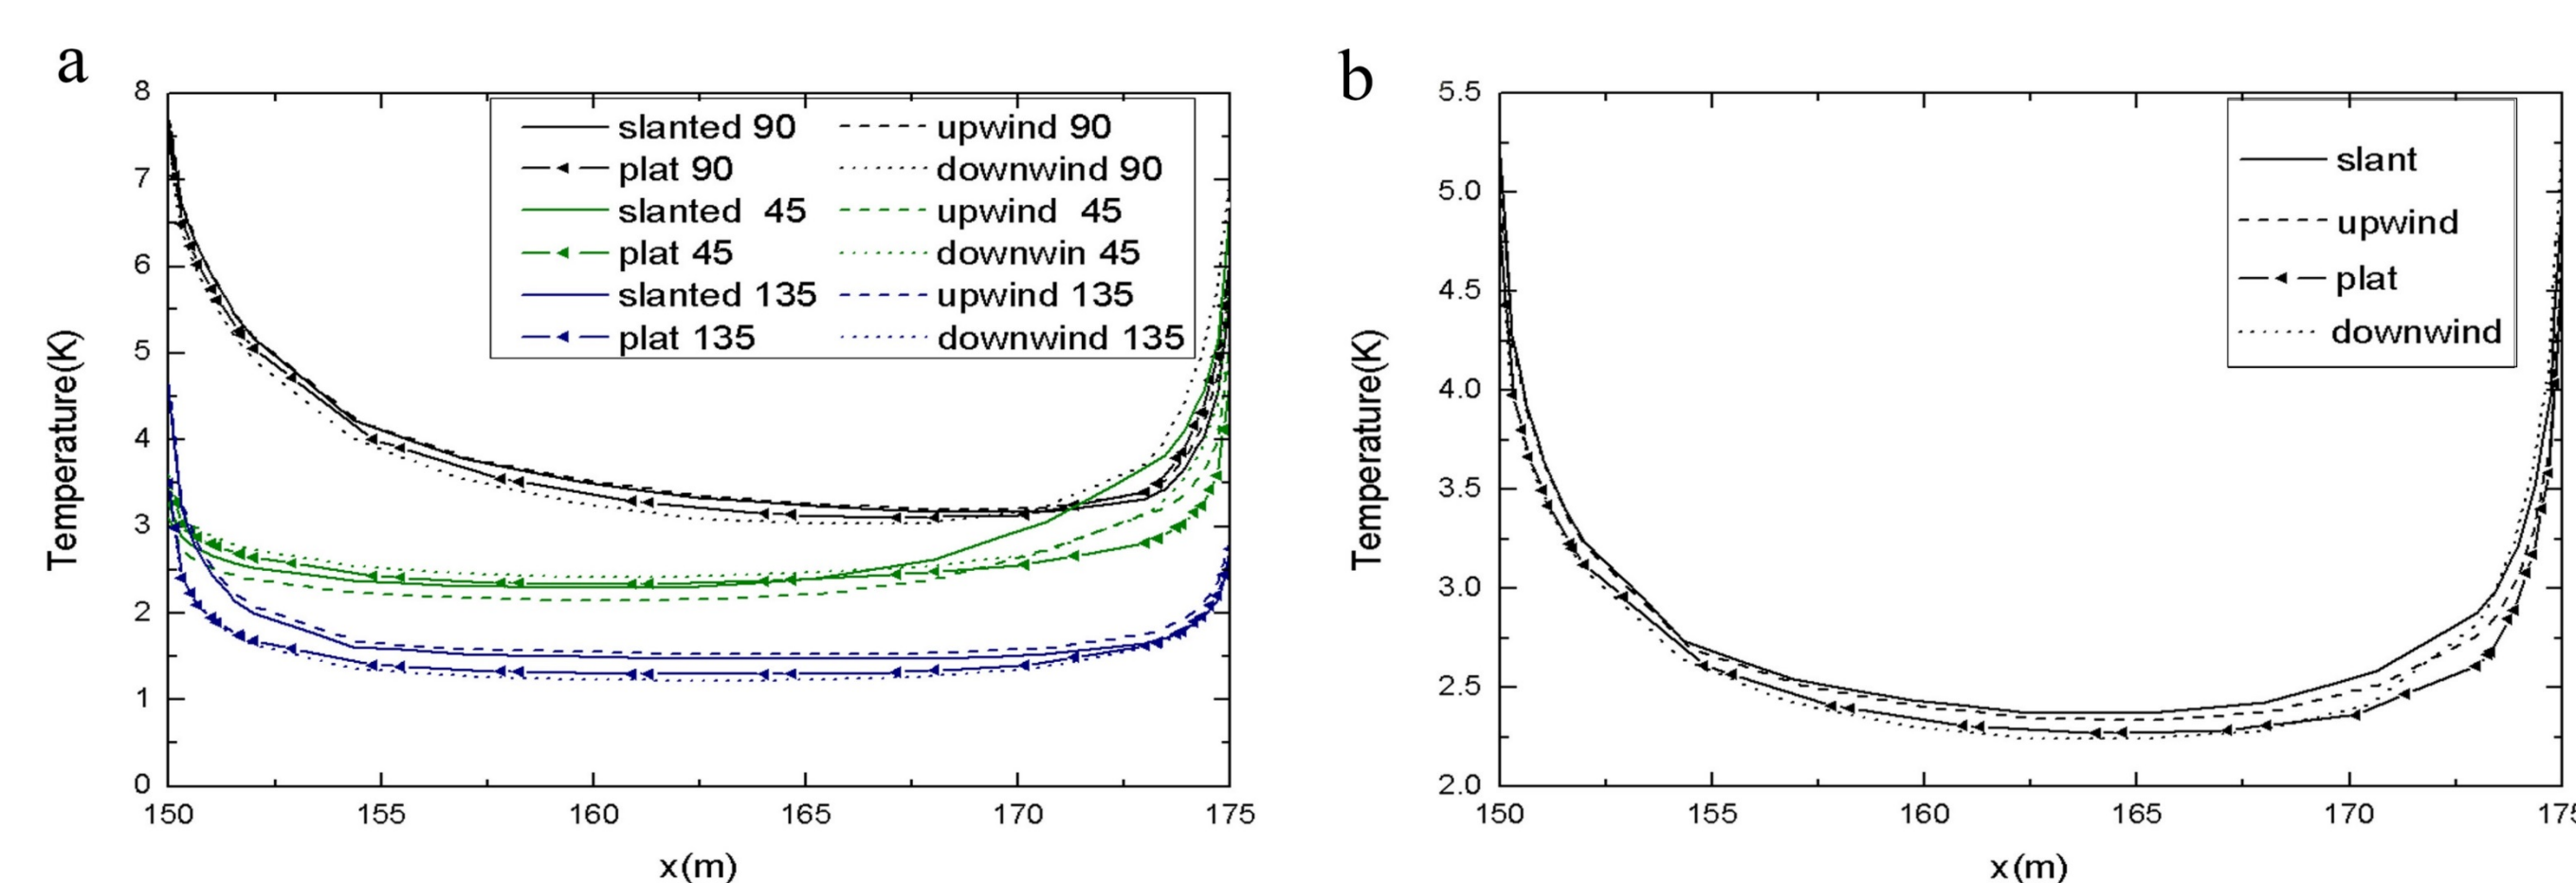 a
8
7
6
5
4
3
2
1
0
Temperature(K)
150 155 160 165 170 175
x(m)
slanted 90 upwind 90
plat 90 downwind 90
slanted 45 upwind 45
plat 45 downwin 45
slanted 135 upwind 135
plat 135 downwind 135
b
5.5
5.0
4.5
4.0
3.5
3.0
2.5
2.0
Temperature(K)
150 155 160 165 170 175
x(m)
slant
upwind
plat
downwind